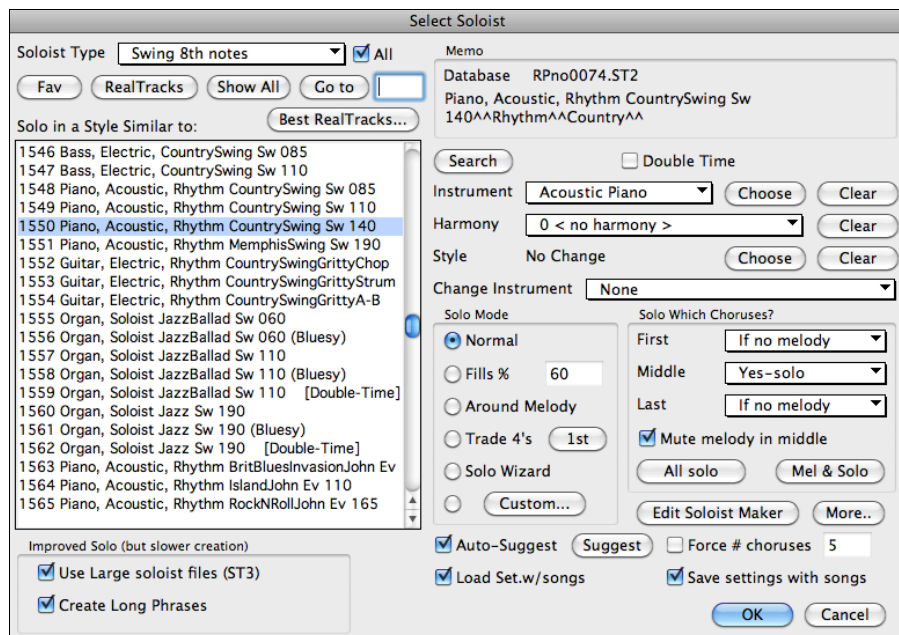 Select Soloist
Soloist Type Swing 8th notes All
Fav RealTracks Show All Go to
Solo in a Style Similar to: Best RealTracks...
1546 Bass, Electric, CountrySwing Sw 085
1547 Bass, Electric, CountrySwing Sw 110
1548 Piano, Acoustic, Rhythm CountrySwing Sw 085
1549 Piano, Acoustic, Rhythm CountrySwing Sw 110
1550 Piano, Acoustic, Rhythm CountrySwing Sw 140
1551 Piano, Acoustic, Rhythm MemphisSwing Sw 190
1552 Guitar, Electric, Rhythm CountrySwingGrittyChop
1553 Guitar, Electric, Rhythm CountrySwingGrittyStrum
1554 Guitar, Electric, Rhythm CountrySwingGrittyA-B
1555 Organ, Soloist JazzBallad Sw 060
1556 Organ, Soloist JazzBallad Sw 060 (Bluesy)
1557 Organ, Soloist JazzBallad Sw 110
1558 Organ, Soloist JazzBallad Sw 110 (Bluesy)
1559 Organ, Soloist JazzBallad Sw 110 [Double-Time]
1560 Organ, Soloist Jazz Sw 190
1561 Organ, Soloist Jazz Sw 190 (Bluesy)
1562 Organ, Soloist Jazz Sw 190 [Double-Time]
1563 Piano, Acoustic, Rhythm BritBluesInvasionJohn Ev
1564 Piano, Acoustic, Rhythm IslandJohn Ev 110
1565 Piano, Acoustic, Rhythm RockNRollJohn Ev 165
Improved Solo (but slower creation)
Use Large soloist files (ST3)
Create Long Phrases
Memo
Database RPno0074.ST2
Piano, Acoustic, Rhythm CountrySwing Sw
140^^Rhythm^^Country^^
Search Double Time
Instrument Acoustic Piano Choose Clear
Harmony 0 < no harmony > Clear
Style No Change Choose Clear
Change Instrument None
Solo Mode
Normal
Fills % 60
Around Melody
Trade 4's 1st
Solo Wizard
Custom...
Solo Which Choruses?
First If no melody
Middle Yes-solo
Last If no melody
Mute melody in middle
All solo Mel & Solo
Edit Soloist Maker More..
Auto-Suggest Suggest Force # choruses 5
Load Set.w/songs Save settings with songs
OK Cancel